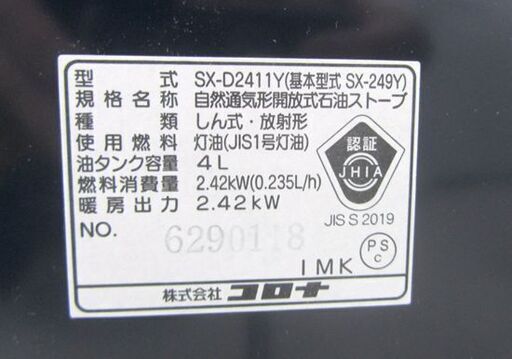 型式 SX-D2411Y(基本型式 SX-249Y)
規格名称 自然通気形開放式石油ストーブ
種類 しん式・放射形
使用燃料 灯油(JIS1号灯油)
油タンク容量 4L
燃料消費量 2.42kW(0.235L/h)
暖房出力 2.42kW
NO. 6290118
認証
JHIA
JIS S 2019
PS
C
IMK
株式会社 コロナ